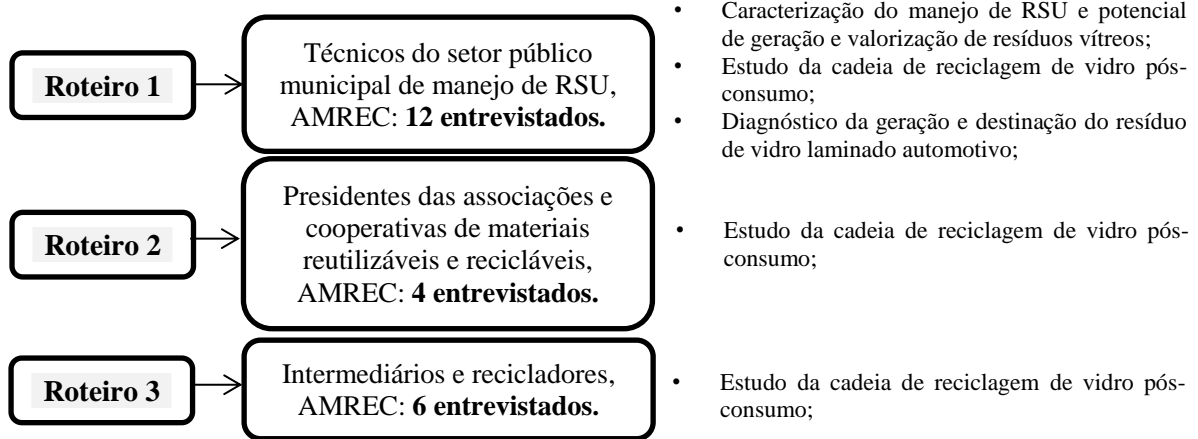 Roteiro 1
Técnicos do setor público
municipal de manejo de RSU,
AMREC: 12 entrevistados.
• Caracterização do manejo de RSU e potencial
de geração e valorização de resíduos vítreos;
• Estudo da cadeia de reciclagem de vidro pós-
consumo;
• Diagnóstico da geração e destinação do resíduo
de vidro laminado automotivo;
Roteiro 2
Presidentes das associações e
cooperativas de materiais
reutilizáveis e recicláveis,
AMREC: 4 entrevistados.
• Estudo da cadeia de reciclagem de vidro pós-
consumo;
Roteiro 3
Intermediários e recicladores,
AMREC: 6 entrevistados.
• Estudo da cadeia de reciclagem de vidro pós-
consumo;